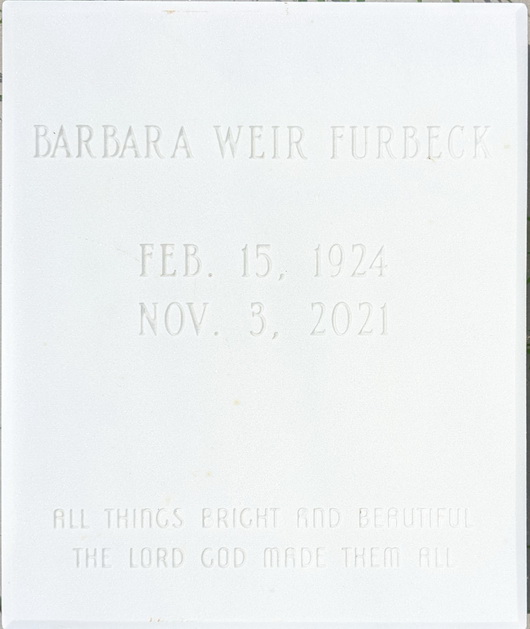 BARBARA WEIR FURBECK
FEB. 15, 1924
NOV. 3, 2021
ALL THINGS BRIGHT AND BEAUTIFUL
THE LORD GOD MADE THEM ALL